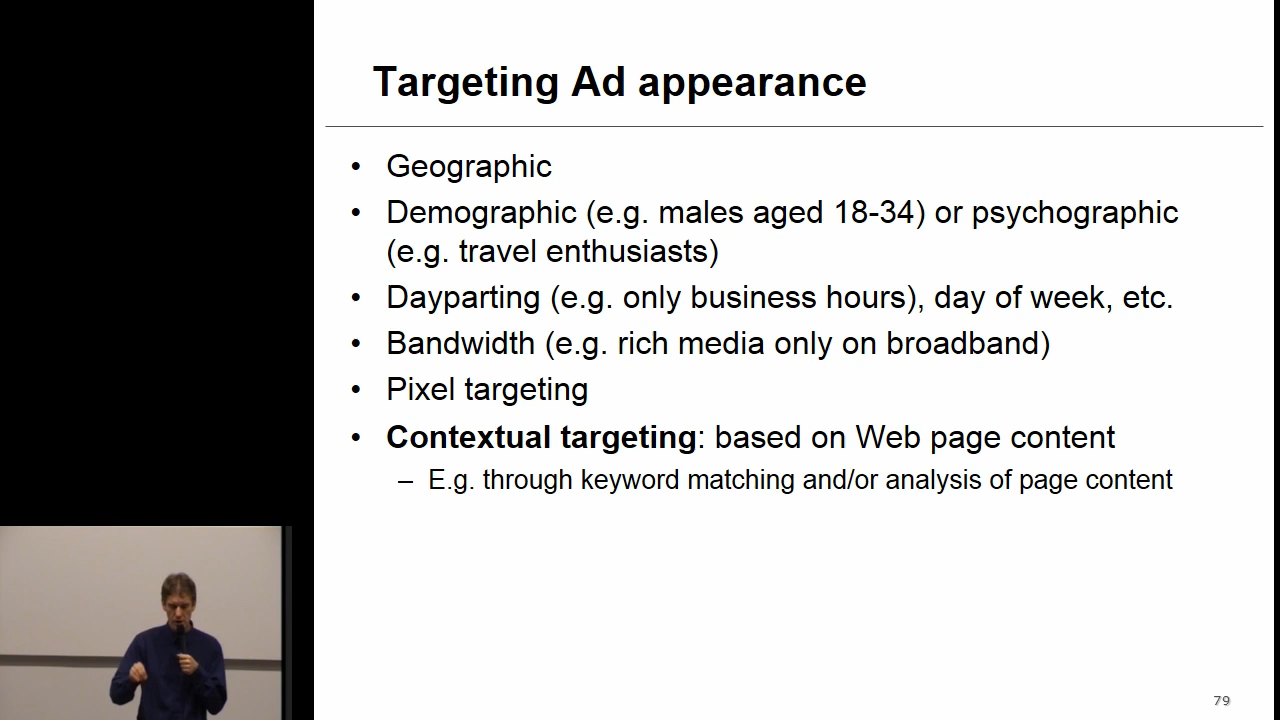 Targeting Ad appearance
• Geographic
• Demographic (e.g. males aged 18-34) or psychographic
(e.g. travel enthusiasts)
• Dayparting (e.g. only business hours), day of week, etc.
• Bandwidth (e.g. rich media only on broadband)
• Pixel targeting
• Contextual targeting: based on Web page content
– E.g. through keyword matching and/or analysis of page content
79